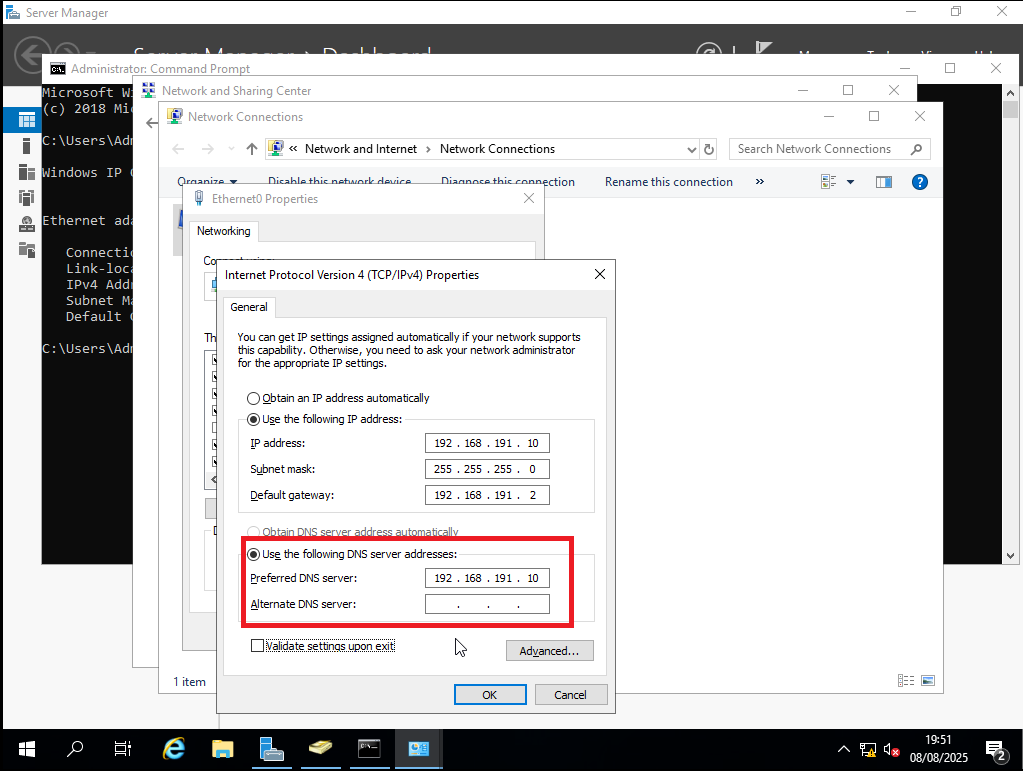 Server Manager
Administrator: Command Prompt
Microsoft Wi
(c) 2018 Mic
C:\Users\Adm
Windows IP C
Ethernet ada
Connectio
Link-loca
IPv4 Addr
Subnet Ma
Default G
C:\Users\Adm
Network and Sharing Center
Network Connections
« Network and Internet › Network Connections
Search Network Connections
Organize
Disable this network device
Diagnose this connection
Rename this connection
»
Ethernet0 Properties
Networking
Internet Protocol Version 4 (TCP/IPv4) Properties
General
You can get IP settings assigned automatically if your network supports
this capability. Otherwise, you need to ask your network administrator
for the appropriate IP settings.
Obtain an IP address automatically
Use the following IP address:
IP address: 192 . 168 . 191 . 10
Subnet mask: 255 . 255 . 255 . 0
Default gateway: 192 . 168 . 191 . 2
Obtain DNS server address automatically
Use the following DNS server addresses:
Preferred DNS server: 192 . 168 . 191 . 10
Alternate DNS server: . . .
Validate settings upon exit
Advanced...
OK
Cancel
1 item
19:51
08/08/2025
2